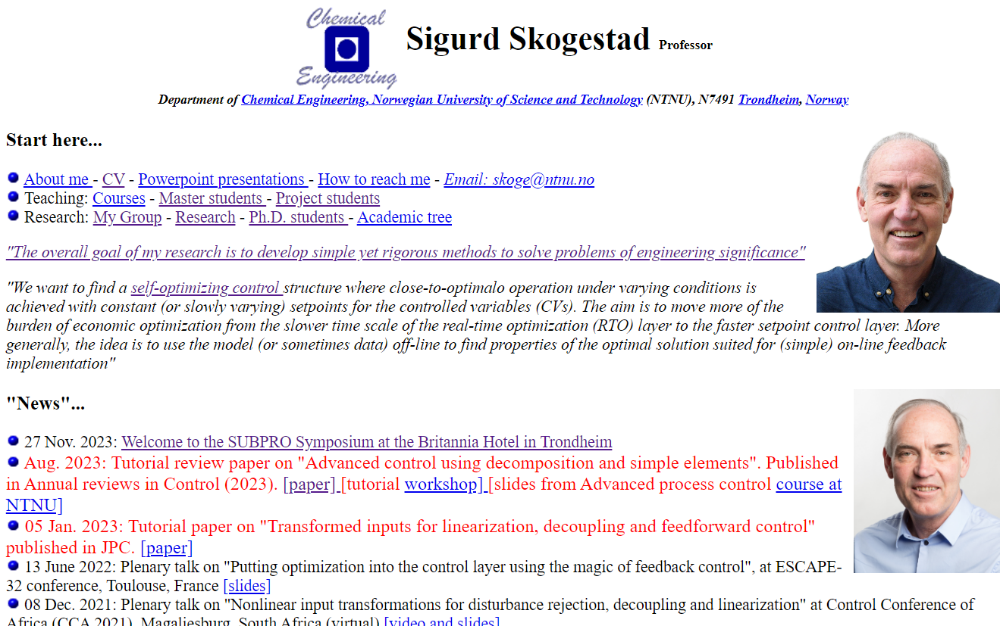 Chemical
Engineering
Sigurd Skogestad Professor
Department of Chemical Engineering, Norwegian University of Science and Technology (NTNU), N7491 Trondheim, Norway
Start here...
About me - CV - Powerpoint presentations - How to reach me - Email: skoge@ntnu.no
Teaching: Courses - Master students - Project students
Research: My Group - Research - Ph.D. students - Academic tree
"The overall goal of my research is to develop simple yet rigorous methods to solve problems of engineering significance"
"We want to find a self-optimizing control structure where close-to-optimalo operation under varying conditions is
achieved with constant (or slowly varying) setpoints for the controlled variables (CVs). The aim is to move more of the
burden of economic optimization from the slower time scale of the real-time optimization (RTO) layer to the faster setpoint control layer. More
generally, the idea is to use the model (or sometimes data) off-line to find properties of the optimal solution suited for (simple) on-line feedback
implementation"
"News"...
27 Nov. 2023: Welcome to the SUBPRO Symposium at the Britannia Hotel in Trondheim
Aug. 2023: Tutorial review paper on "Advanced control using decomposition and simple elements". Published
in Annual reviews in Control (2023). [paper] [tutorial workshop] [slides from Advanced process control course at
NTNU]
05 Jan. 2023: Tutorial paper on "Transformed inputs for linearization, decoupling and feedforward control"
published in JPC. [paper]
13 June 2022: Plenary talk on "Putting optimization into the control layer using the magic of feedback control", at ESCAPE-
32 conference, Toulouse, France [slides]
08 Dec. 2021: Plenary talk on "Nonlinear input transformations for disturbance rejection, decoupling and linearization" at Control Conference of
Africa (CCA 2021), Magaliesburg, South Africa (virtual) [video and slides]